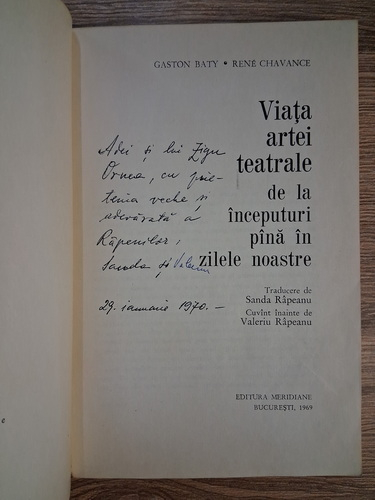 GASTON BATY • RENÉ CHAVANCE
Viața
artei
teatrale
de la
începuturi
pînă în
zilele noastre
Traducere de
Sanda Râpeanu
Cuvînt înainte de
Valeriu Râpeanu
EDITURA MERIDIANE
BUCUREȘTI, 1969
Adei și lui Zigu
Ornea, cu prie-
tenia veche și
adevărată a
Râpenilor,
Sanda și Valeriu
29. ianuarie 1970. –